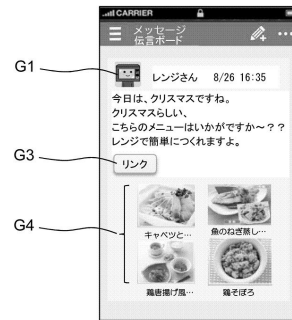 CARRIER
メッセージ
伝言ボード
G1
レンジさん 8/26 16:35
今日は、クリスマスですね。
クリスマスらしい、
こちらのメニューはいかがですか～？？
レンジで簡単につくれますよ。
G3
リンク
G4
キャベツと…
魚のねぎ蒸し…
鶏唐揚げ風…
鶏そぼろ